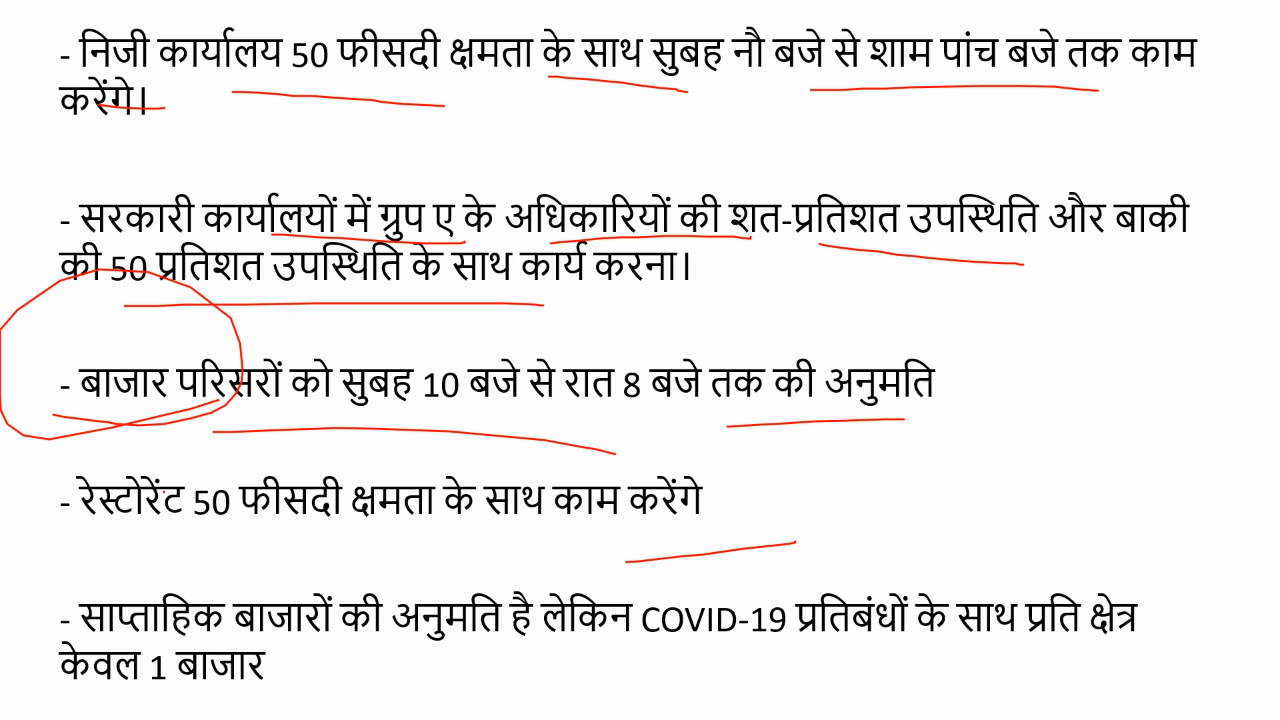 - निजी कार्यालय 50 फीसदी क्षमता के साथ सुबह नौ बजे से शाम पांच बजे तक काम
करेंगे।
- सरकारी कार्यालयों में ग्रुप ए के अधिकारियों की शत-प्रतिशत उपस्थिति और बाकी
की 50 प्रतिशत उपस्थिति के साथ कार्य करना।
- बाजार परिसरों को सुबह 10 बजे से रात 8 बजे तक की अनुमति
- रेस्टोरेंट 50 फीसदी क्षमता के साथ काम करेंगे
- साप्ताहिक बाजारों की अनुमति है लेकिन COVID-19 प्रतिबंधों के साथ प्रति क्षेत्र
केवल 1 बाजार